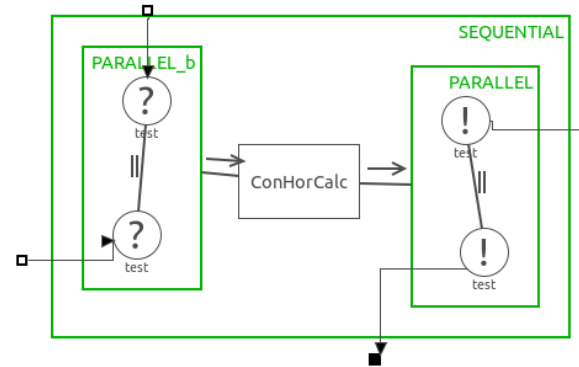 SEQUENTIAL
PARALLEL_b
PARALLEL
?
test
!
test
||
||
ConHorCalc
?
test
!
test